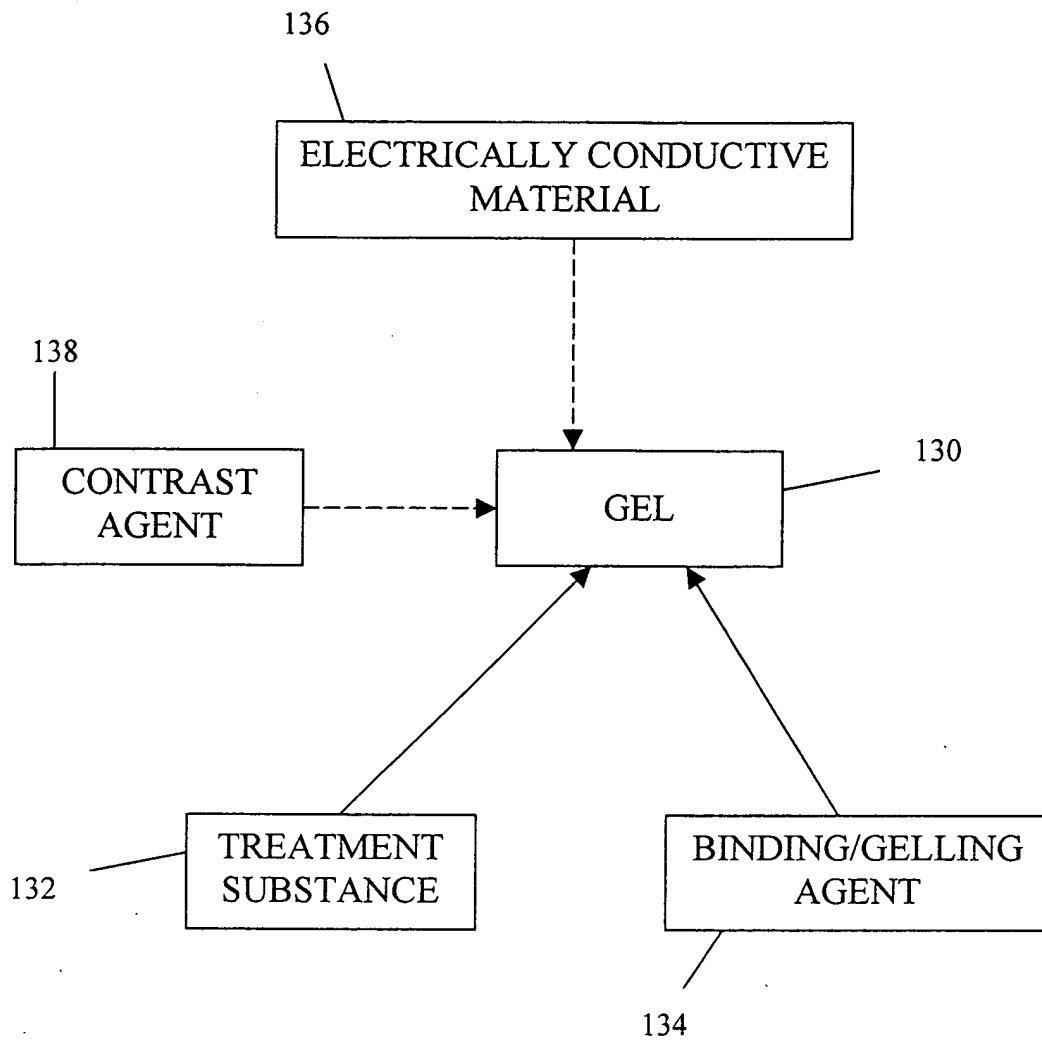 136
ELECTRICALLY CONDUCTIVE
MATERIAL
138
CONTRAST
AGENT
130
GEL
TREATMENT
SUBSTANCE
132
BINDING/GELLING
AGENT
134